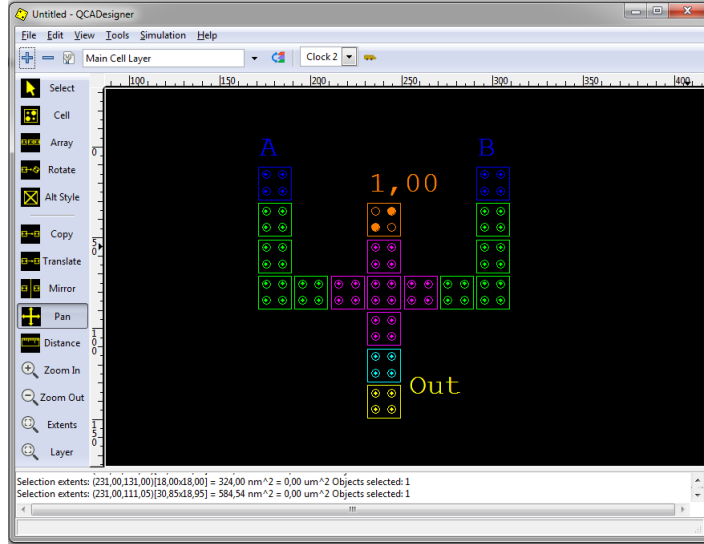 Untitled - QCADesigner
File Edit View Tools Simulation Help
Main Cell Layer Clock 2
100 150 200 250 300 350 400
Select
Cell
Array
Rotate
Alt Style
Copy
Translate
Mirror
Pan
Distance
Zoom In
Zoom Out
Extents
Layer
0
50
100
150
A B
1,00
Out
Selection extents: (231,00,131,00)[18,00x18,00] = 324,00 nm^2 = 0,00 um^2 Objects selected: 1
Selection extents: (231,00,111,05)[30,85x18,95] = 584,54 nm^2 = 0,00 um^2 Objects selected: 1